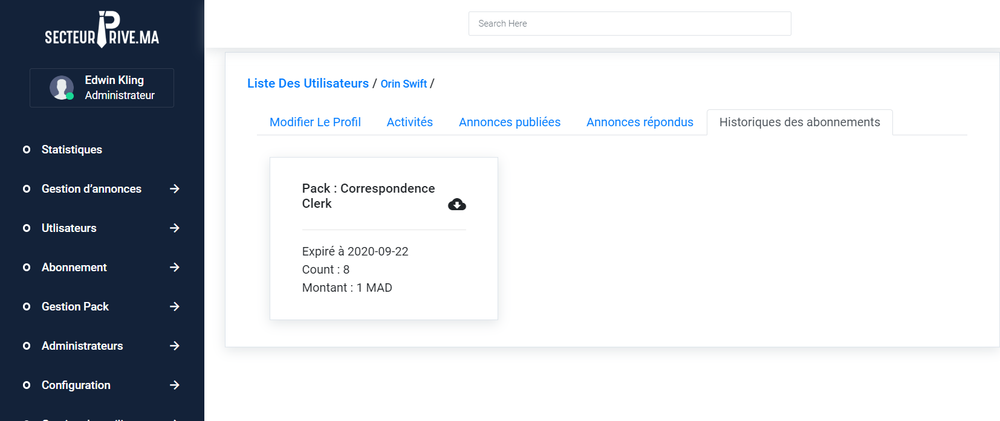 SECTEUR PRIVE.MA
Search Here
Edwin Kling
Administrateur
Statistiques
Gestion d’annonces
Utlisateurs
Abonnement
Gestion Pack
Administrateurs
Configuration
Liste Des Utilisateurs / Orin Swift /
Modifier Le Profil Activités Annonces publiées Annonces répondus Historiques des abonnements
Pack : Correspondence
Clerk
Expiré à 2020-09-22
Count : 8
Montant : 1 MAD